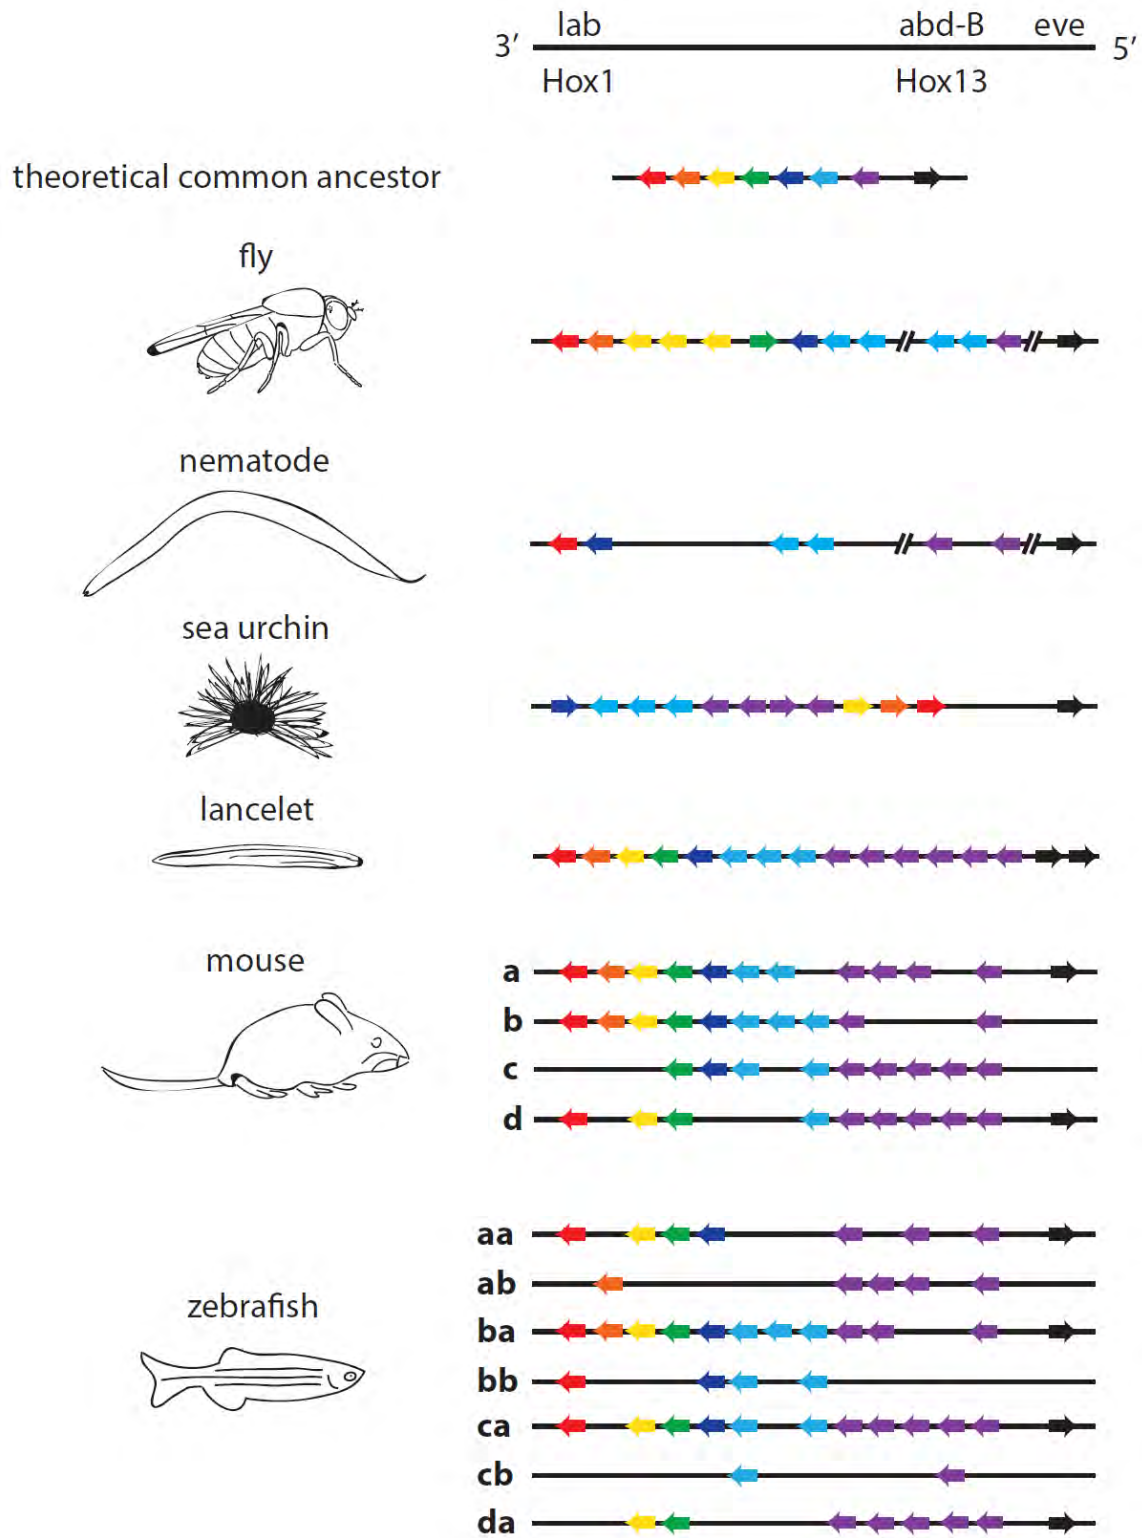 lab abd-B eve
3′ 5′
Hox1 Hox13
theoretical common ancestor
fly
nematode
sea urchin
lancelet
mouse
a
b
c
d
zebrafish
aa
ab
ba
bb
ca
cb
da